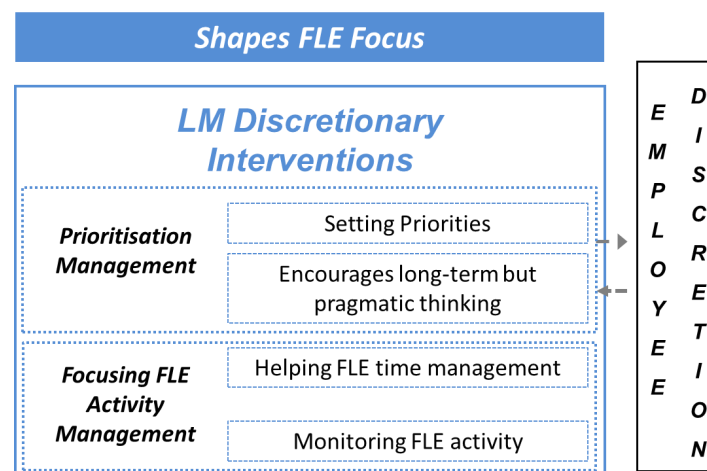 Shapes FLE Focus
LM Discretionary
Interventions
Prioritisation
Management
Setting Priorities
Encourages long-term but
pragmatic thinking
Focusing FLE
Activity
Management
Helping FLE time management
Monitoring FLE activity
EMPLOYEE
DISCRETION